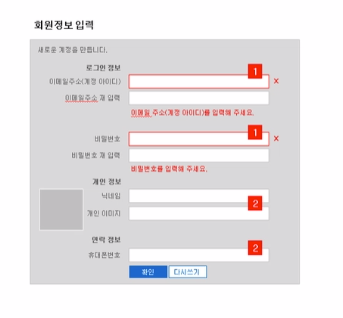 회원정보 입력
새로운 계정을 만듭니다.
로그인 정보
이메일주소(계정 아이디)
1
x
이메일주소 재 입력
이메일 주소(계정 아이디)를 입력해 주세요.
비밀번호
1
x
비밀번호 재 입력
비밀번호를 입력해 주세요.
개인 정보
닉네임
개인 이미지
2
연락 정보
휴대폰번호
2
확인
다시쓰기